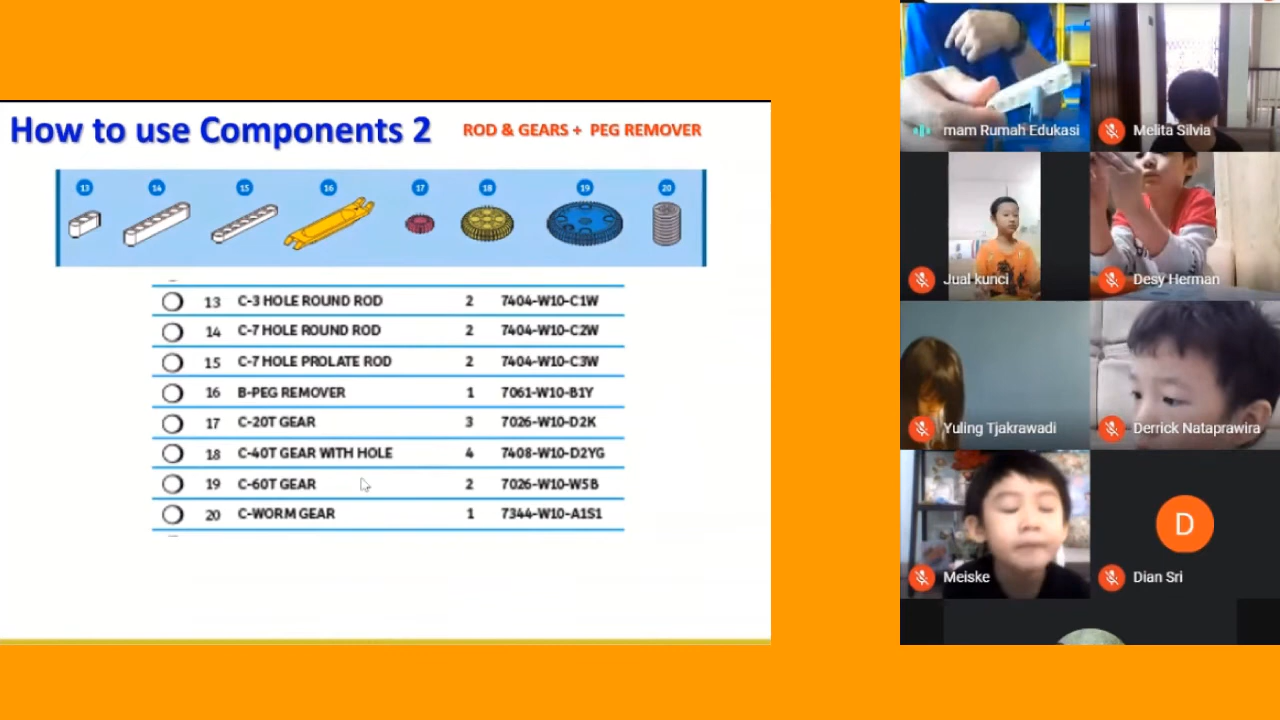 How to use Components 2
ROD & GEARS + PEG REMOVER
13 14 15 16 17 18 19 20
13 C-3 HOLE ROUND ROD 2 7404-W10-C1W
14 C-7 HOLE ROUND ROD 2 7404-W10-C2W
15 C-7 HOLE PROLATE ROD 2 7404-W10-C3W
16 B-PEG REMOVER 1 7061-W10-B1Y
17 C-20T GEAR 3 7026-W10-D2K
18 C-40T GEAR WITH HOLE 4 7408-W10-D2YG
19 C-60T GEAR 2 7026-W10-W5B
20 C-WORM GEAR 1 7344-W10-A1S1
mam Rumah Edukasi
Melita Silvia
Jual kunci
Desy Herman
Yuling Tjakrawadi
Derrick Nataprawira
Meiske
D
Dian Sri